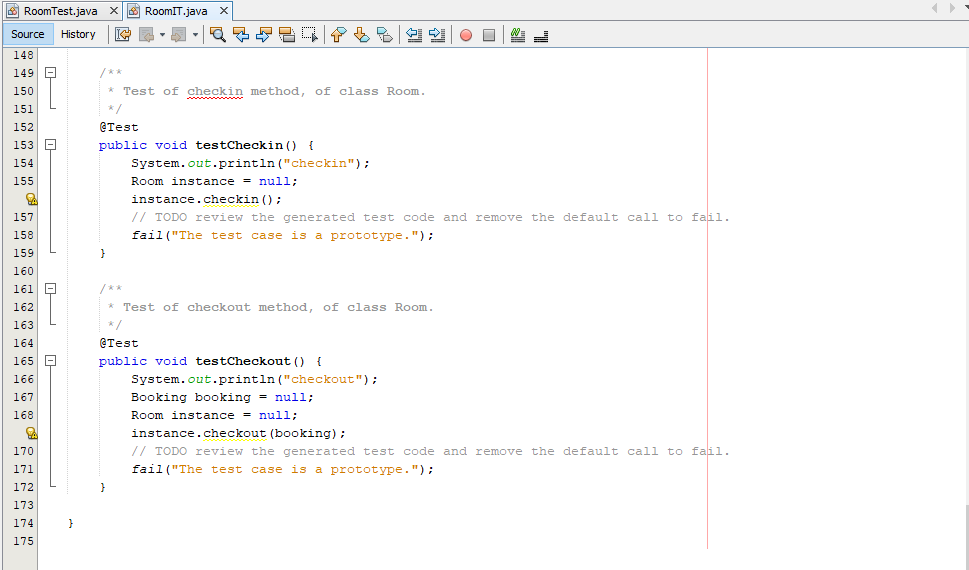 RoomTest.java RoomIT.java
Source History
148
149 /**
150 * Test of checkin method, of class Room.
151 */
152 @Test
153 public void testCheckin() {
154 System.out.println("checkin");
155 Room instance = null;
instance.checkin();
157 // TODO review the generated test code and remove the default call to fail.
158 fail("The test case is a prototype.");
159 }
160
161 /**
162 * Test of checkout method, of class Room.
163 */
164 @Test
165 public void testCheckout() {
166 System.out.println("checkout");
167 Booking booking = null;
168 Room instance = null;
instance.checkout(booking);
170 // TODO review the generated test code and remove the default call to fail.
171 fail("The test case is a prototype.");
172 }
173
174 }
175